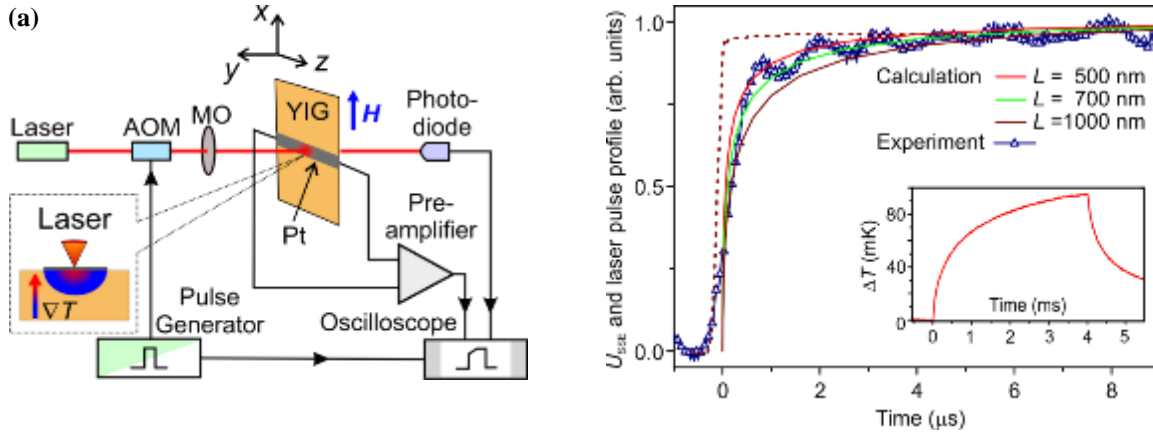 (a)
x
y
z
Laser
AOM
MO
YIG
H
Photo-
diode
Pt
Pre-
amplifier
Laser
∇T
Pulse
Generator
Oscilloscope
U_SSE and laser pulse profile (arb. units)
1.0
0.5
0.0
Calculation
L = 500 nm
L = 700 nm
L =1000 nm
Experiment
ΔT (mK)
80
40
0
Time (ms)
0 1 2 3 4 5
0 2 4 6 8
Time (μs)